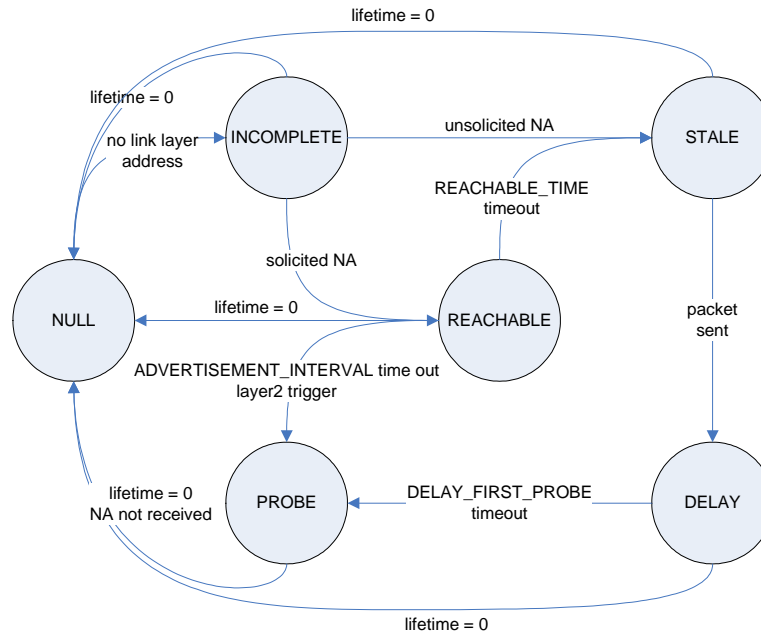 lifetime = 0
lifetime = 0
no link layer
address
INCOMPLETE
unsolicited NA
STALE
REACHABLE_TIME
timeout
solicited NA
NULL
lifetime = 0
REACHABLE
packet
sent
ADVERTISEMENT_INTERVAL time out
layer2 trigger
lifetime = 0
NA not received
PROBE
DELAY_FIRST_PROBE
timeout
DELAY
lifetime = 0